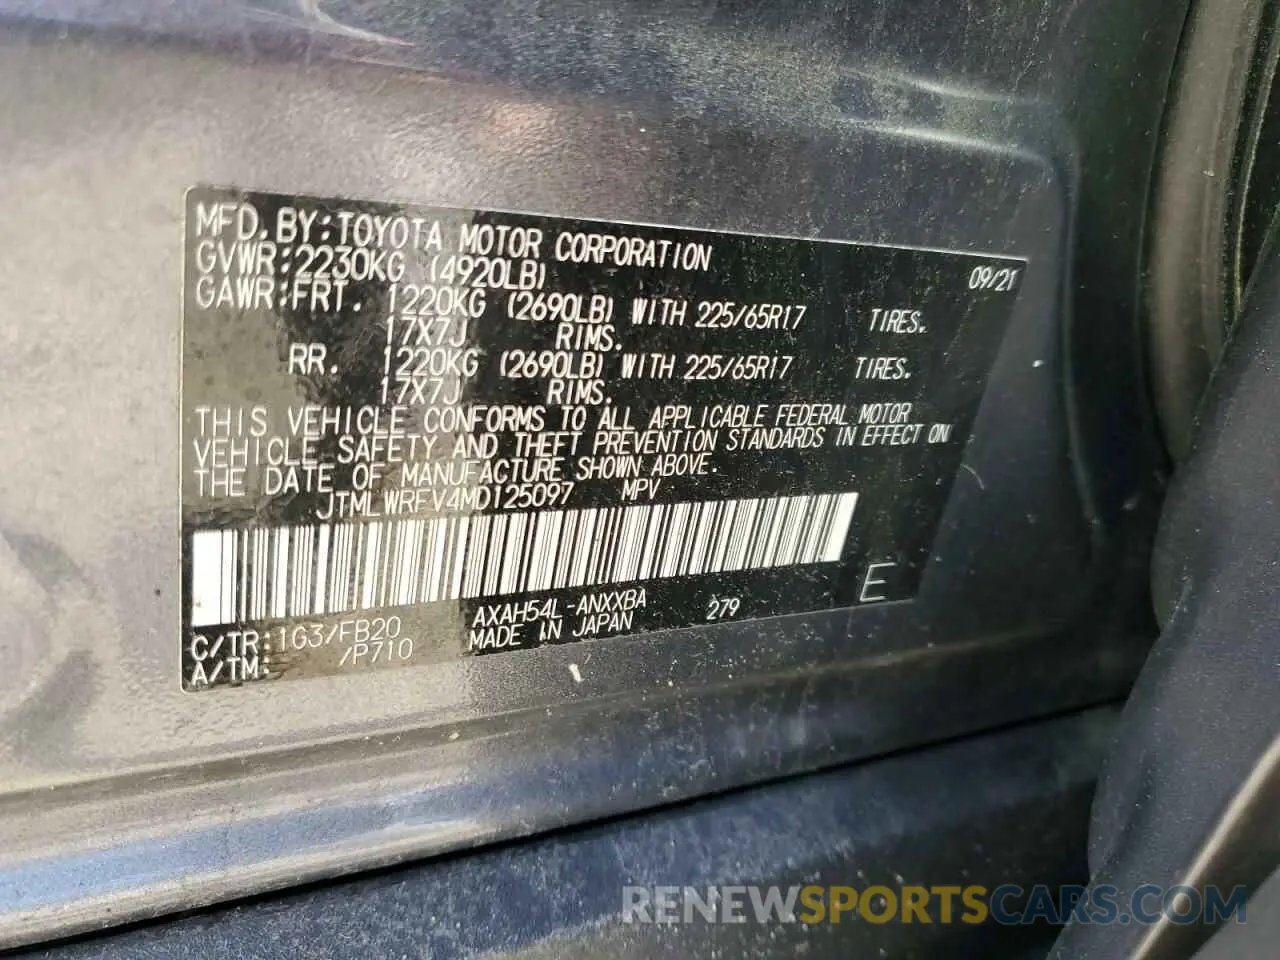 MFD. BY: TOYOTA MOTOR CORPORATION 09/21
GVWR: 2230KG (4920LB)
GAWR: FRT. 1220KG (2690LB) WITH 225/65R17 TIRES.
17X7J RIMS.
RR. 1220KG (2690LB) WITH 225/65R17 TIRES.
17X7J RIMS.
THIS VEHICLE CONFORMS TO ALL APPLICABLE FEDERAL MOTOR
VEHICLE SAFETY AND THEFT PREVENTION STANDARDS IN EFFECT ON
THE DATE OF MANUFACTURE SHOWN ABOVE.
JTMLWRFV4MD125097 MPV
E
C/TR: 1G3/FB20 AXAH54L-ANXXBA 279
A/TM: /P710 MADE IN JAPAN
RENEWSPORTSCARS.COM